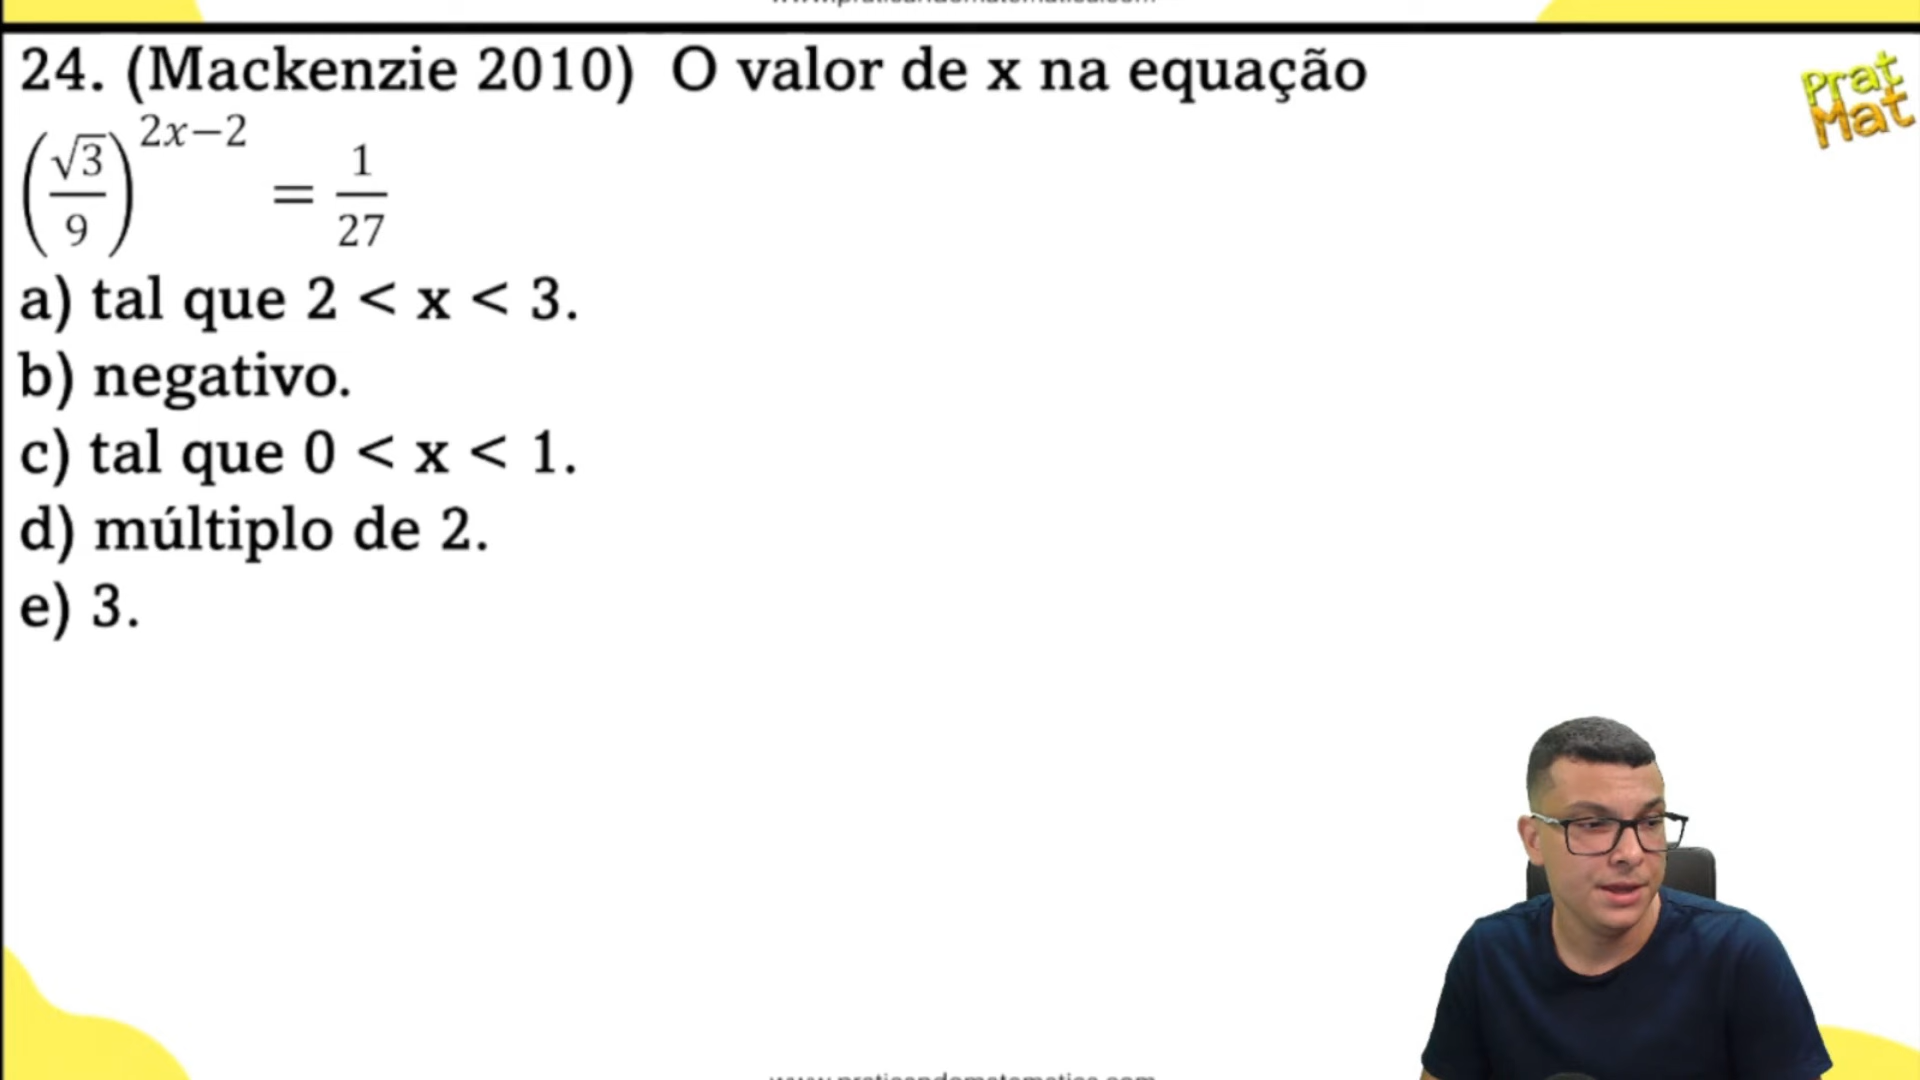 24. (Mackenzie 2010) O valor de x na equação
(√3/9)^(2x−2) = 1/27
a) tal que 2 < x < 3.
b) negativo.
c) tal que 0 < x < 1.
d) múltiplo de 2.
e) 3.
Prat
Mat